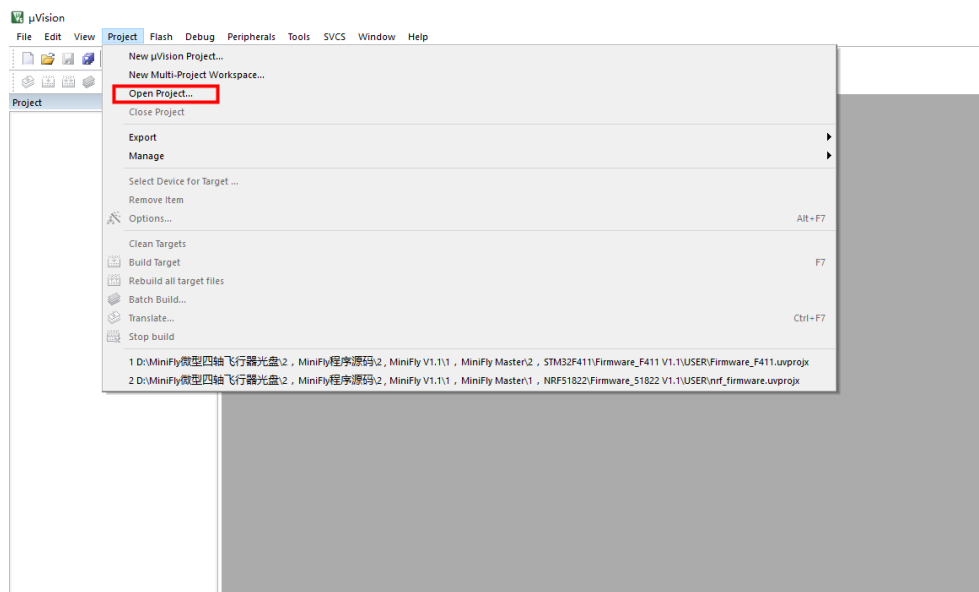 µVision
File Edit View Project Flash Debug Peripherals Tools SVCS Window Help
New µVision Project...
New Multi-Project Workspace...
Open Project...
Project
Close Project
Export
Manage
Select Device for Target ...
Remove Item
Options... Alt+F7
Clean Targets
Build Target F7
Rebuild all target files
Batch Build...
Translate... Ctrl+F7
Stop build
1 D:\MiniFly微型四轴飞行器光盘\2，MiniFly程序源码\2，MiniFly V1.1\1，MiniFly Master\2，STM32F411\Firmware_F411 V1.1\USER\Firmware_F411.uvprojx
2 D:\MiniFly微型四轴飞行器光盘\2，MiniFly程序源码\2，MiniFly V1.1\1，MiniFly Master\1，NRF51822\Firmware_51822 V1.1\USER\nrf_firmware.uvprojx